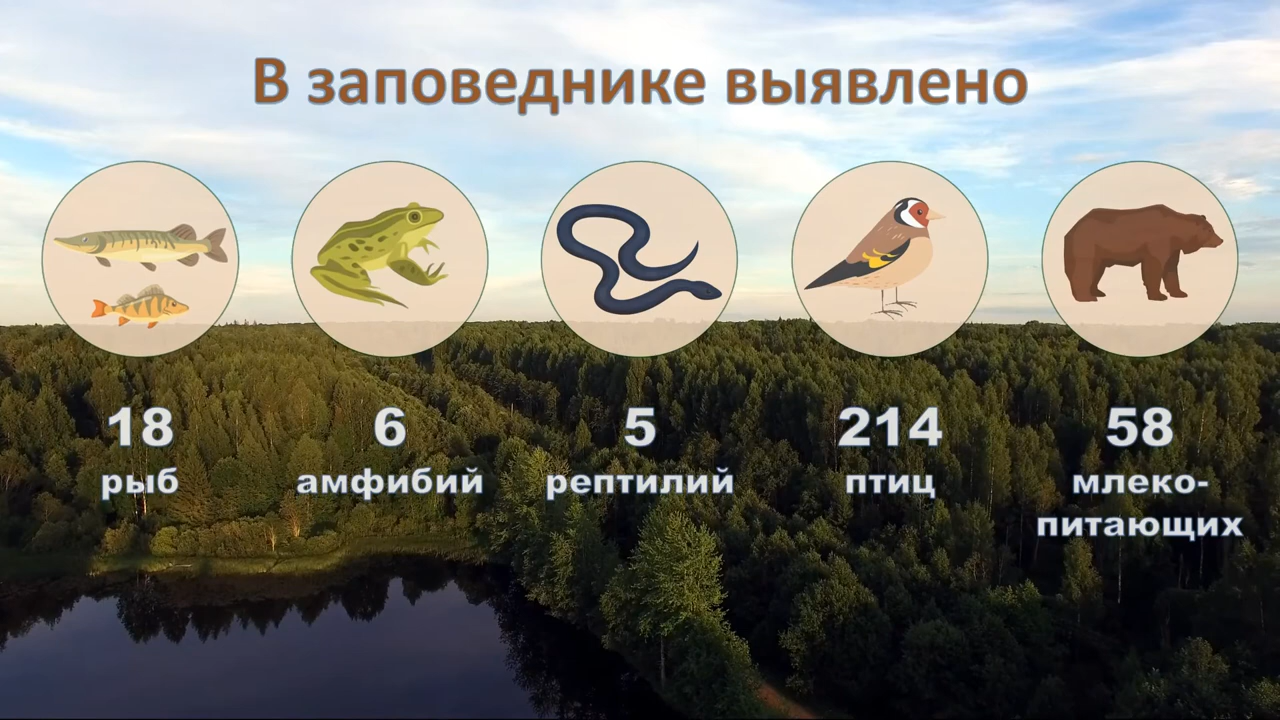 В заповеднике выявлено
18
рыб
6
амфибий
5
рептилий
214
птиц
58
млеко-
питающих